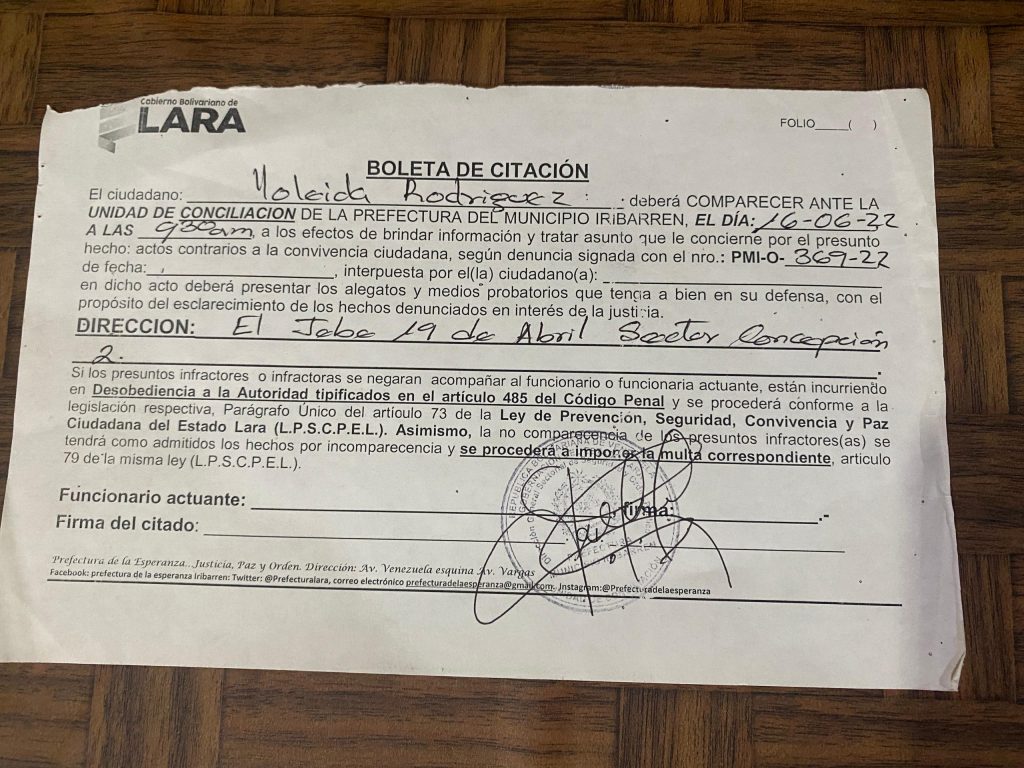 Gobierno Bolivariano de
LARA
FOLIO____( )
BOLETA DE CITACIÓN
El ciudadano: Yoleida Rodriguez deberá COMPARECER ANTE LA
UNIDAD DE CONCILIACION DE LA PREFECTURA DEL MUNICIPIO IRIBARREN, EL DÍA: 16-06-22
A LAS 9:30am, a los efectos de brindar información y tratar asunto que le concierne por el presunto
hecho: actos contrarios a la convivencia ciudadana, según denuncia signada con el nro.: PMI-O- 369-22
de fecha: ______________, interpuesta por el(la) ciudadano(a): ______________
en dicho acto deberá presentar los alegatos y medios probatorios que tenga a bien en su defensa, con el
propósito del esclarecimiento de los hechos denunciados en interés de la justicia.
DIRECCION: El Jebe 19 de Abril Sector Concepción
2.
Si los presuntos infractores o infractoras se negaran acompañar al funcionario o funcionaria actuante, están incurriendo
en Desobediencia a la Autoridad tipificados en el artículo 485 del Código Penal y se procederá conforme a la
legislación respectiva, Parágrafo Único del artíouIo 73 de la Ley de Prevención, Seguridad, Convivencia y Paz
Ciudadana del Estado Lara (L.P.S.C.P.E.L.). Asimismo, la no comparecencia de los presuntos infractores(as) se
tendrá como admitidos los hechos por incomparecencia y se procederá a imponer la multa correspondiente, articulo
79 de la misma ley (L.P.S.C.P.E.L.).
Funcionario actuante: ______________ firma: ______________.-
Firma del citado: ______________
Prefectura de la Esperanza.. Justicia, Paz y Orden. Dirección: Av. Venezuela esquina Av. Vargas
Facebook: prefectura de la esperanza Iribarren: Twitter: @Prefecturalara, correo electrónico prefecturadelaesperanza@gmail.com. Instagram:@Prefecturadelaesperanza